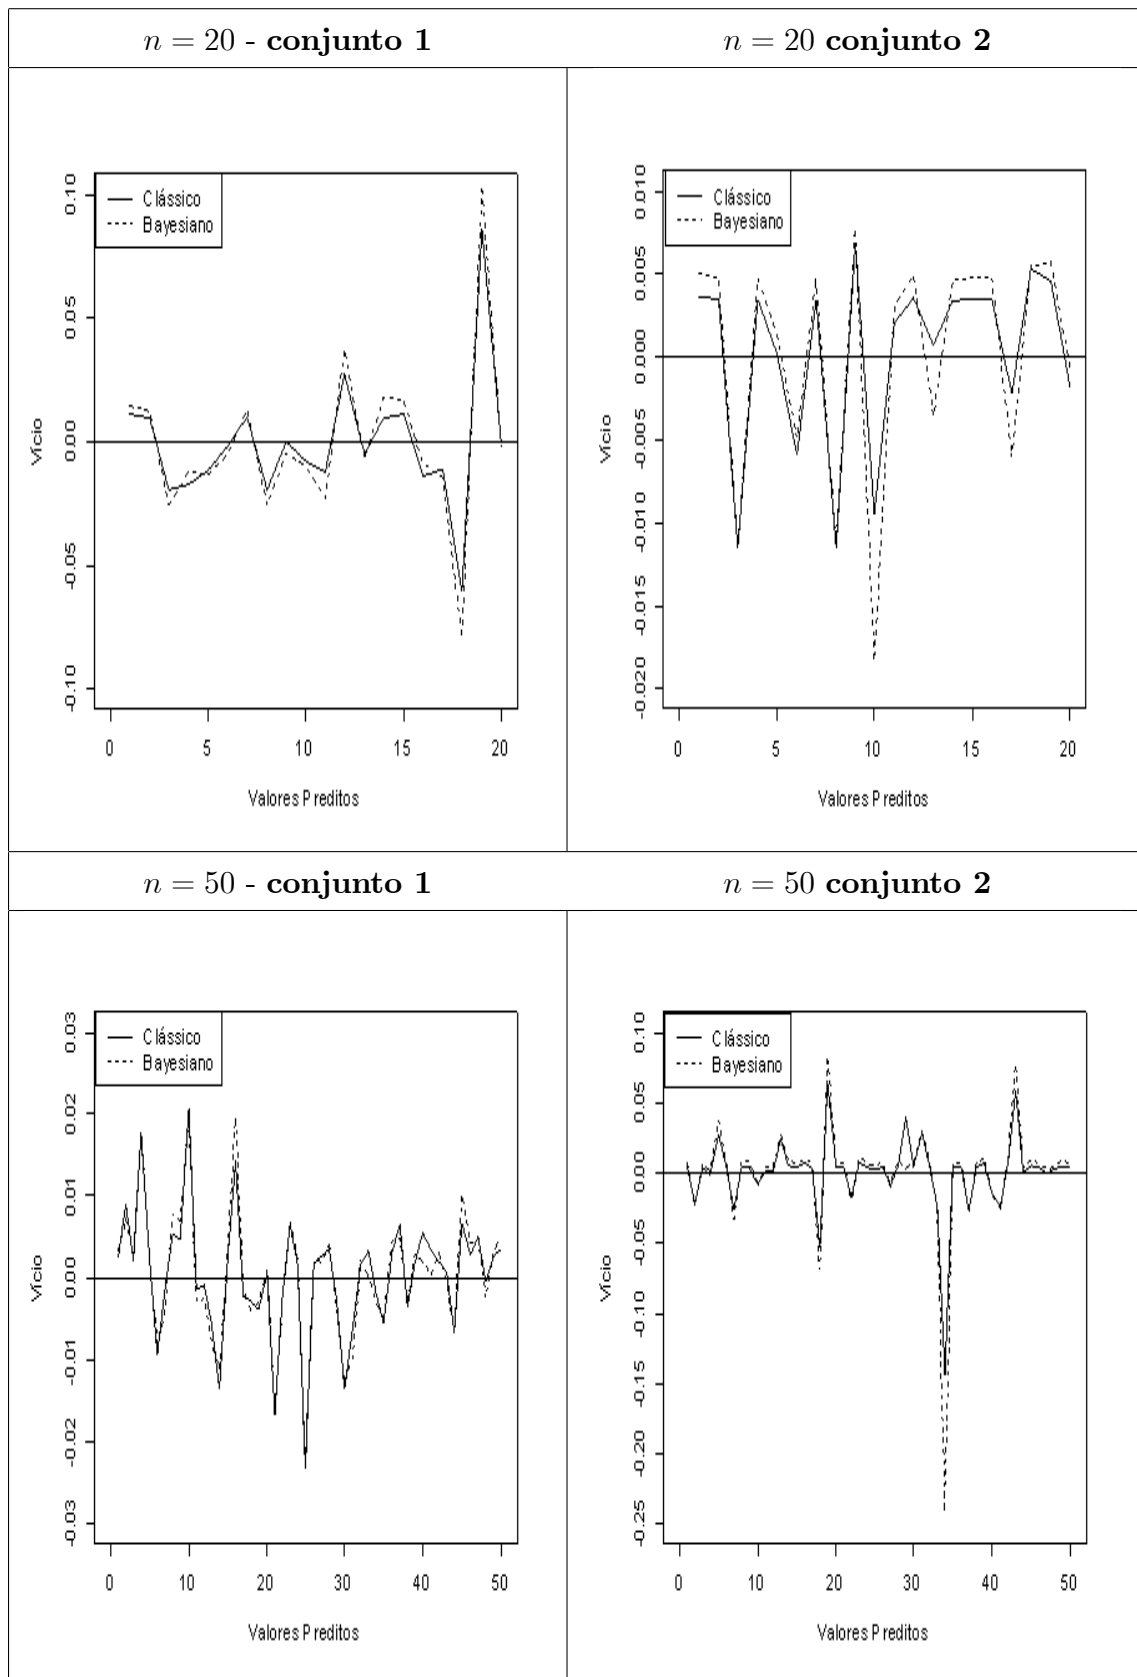 n = 20 - conjunto 1
n = 20 conjunto 2
Clássico
Bayesiano
0.10
0.05
0.00
-0.05
-0.10
Vício
0 5 10 15 20
Valores Preditos
Clássico
Bayesiano
0.010
0.005
0.000
-0.005
-0.010
-0.015
-0.020
Vício
0 5 10 15 20
Valores Preditos
n = 50 - conjunto 1
n = 50 conjunto 2
Clássico
Bayesiano
0.03
0.02
0.01
0.00
-0.01
-0.02
-0.03
Vício
0 10 20 30 40 50
Valores Preditos
Clássico
Bayesiano
0.10
0.05
0.00
-0.05
-0.10
-0.15
-0.20
-0.25
Vício
0 10 20 30 40 50
Valores Preditos